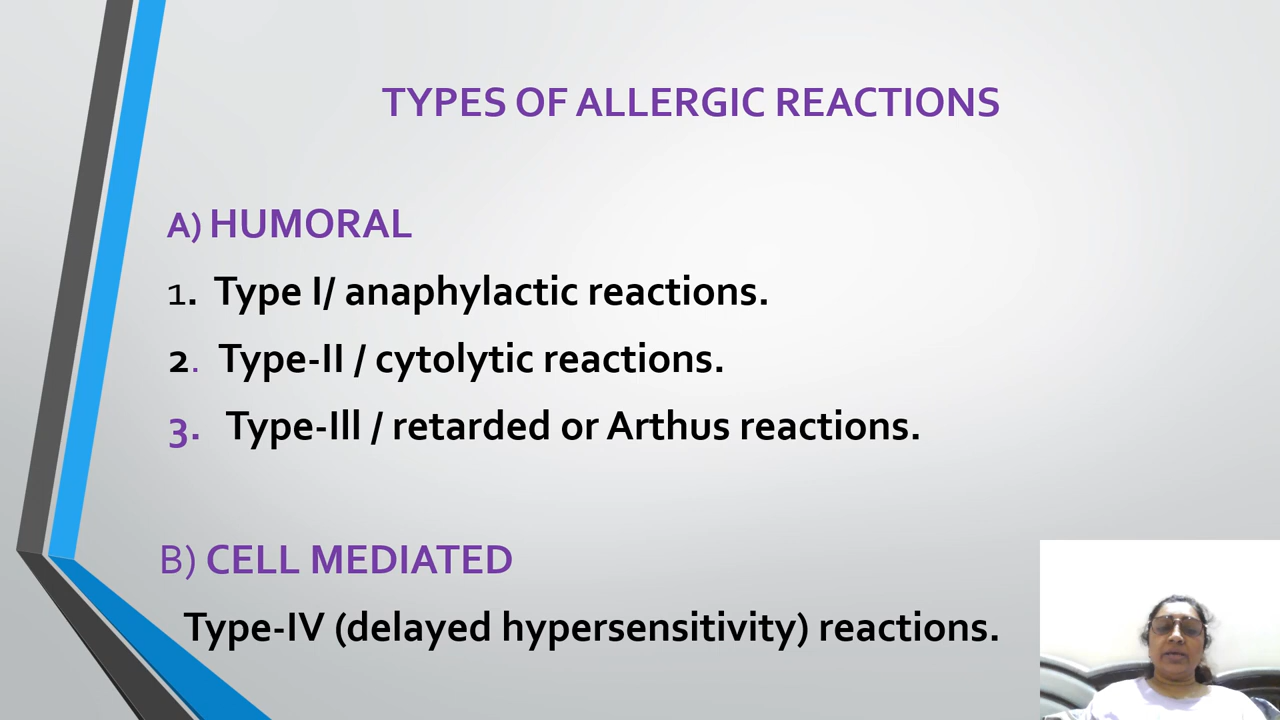 TYPES OF ALLERGIC REACTIONS
A) HUMORAL
1. Type I/ anaphylactic reactions.
2. Type-II / cytolytic reactions.
3. Type-Ill / retarded or Arthus reactions.
B) CELL MEDIATED
Type-IV (delayed hypersensitivity) reactions.